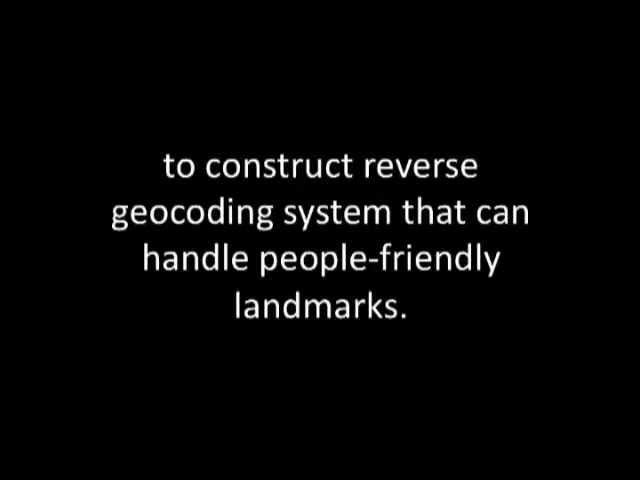 to construct reverse
geocoding system that can
handle people-friendly
landmarks.